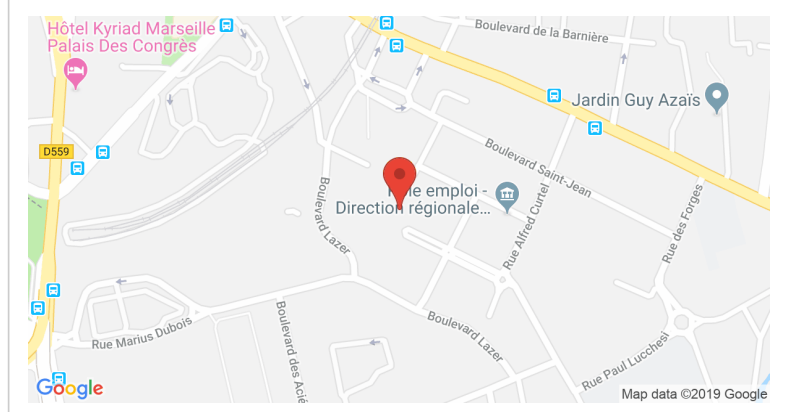 Hôtel Kyriad Marseille
Palais Des Congrès
Boulevard de la Barnière
Jardin Guy Azaïs
D559
Boulevard Saint-Jean
emploi -
Direction régionale...
Boulevard Lazer
Rue Alfred Curtel
Rue des Forges
Rue Marius Dubois
Boulevard des Acié
Boulevard Lazer
Rue Paul Lucchesi
Google
Map data ©2019 Google